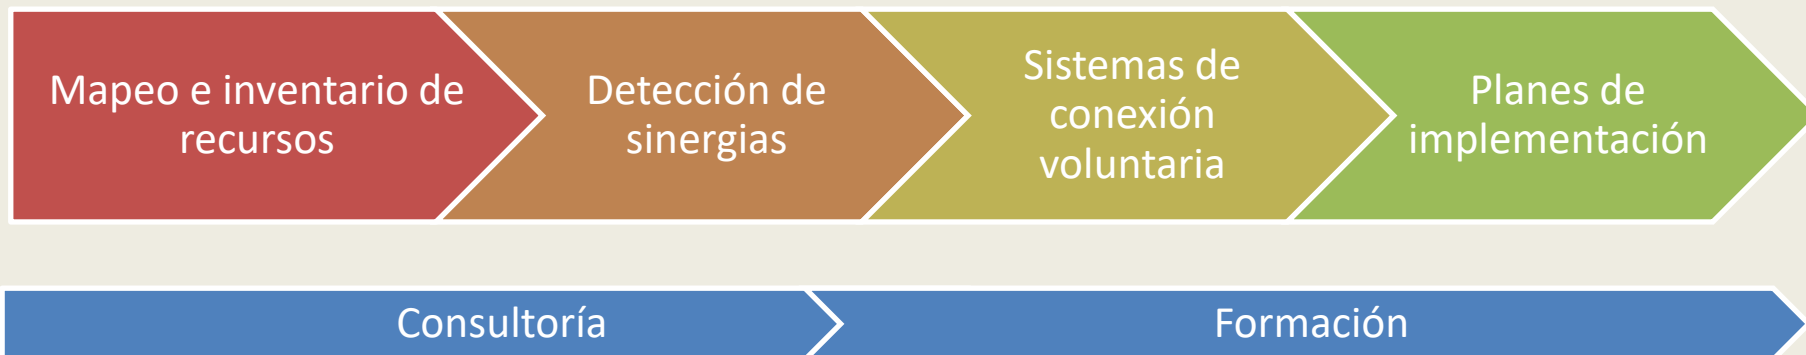 Mapeo e inventario de
recursos
Detección de
sinergias
Sistemas de
conexión
voluntaria
Planes de
implementación
Consultoría
Formación